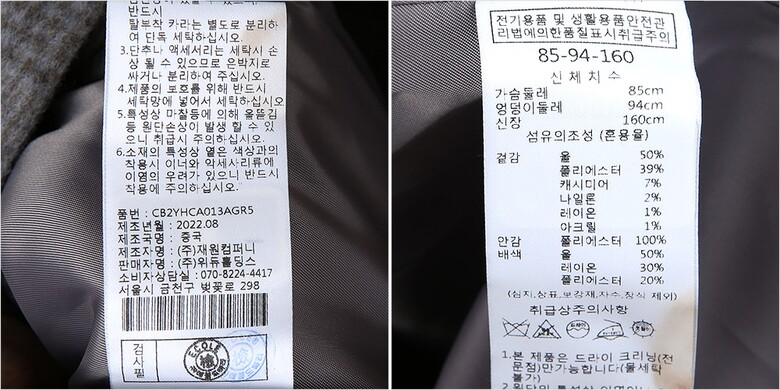 반드시
탈부착 카라는 별도로 분리하
여 단독 세탁하십시오.
3.단추나 액세서리는 세탁시 손
상 될 수 있으므로 은박지로
싸거나 분리하여 주십시오.
4.제품의 보호를 위해 반드시
세탁망에 넣어서 세탁하십시오
5.특성상 마찰등에 의해 올뜯김
등 원단손상이 발생 할 수 있
으니 취급시 주의하십시오.
6.소재의 특성상 옅은 색상과의
착용시 이너와 악세사리류에
이염의 우려가 있으니 반드시
착용에 주의하십시오.
품번 : CB2YHCA013AGR5
제조년월 : 2022.08
제조국명 : 중국
제조자명 : (주)재원컴퍼니
판매자명 : (주)위듀홀딩스
소비자상담실 : 070-8224-4417
서울시 금천구 벚꽃로 298
검사필
ECOLE
전기용품 및 생활용품안전관
리법에의한품질표시취급주의
85-94-160
신체치수
가슴둘레 85cm
엉덩이둘레 94cm
신장 160cm
섬유의조성 (혼용율)
겉감 울 50%
폴리에스터 39%
캐시미어 7%
나일론 2%
레이온 1%
아크릴 1%
안감 폴리에스터 100%
배색 울 50%
레이온 30%
폴리에스터 20%
(심지,상표,보강재,자수,장식 제외)
취급상주의사항
1.본 제품은 드라이 크리닝(전
문점)만가능합니다(물세탁
불가)